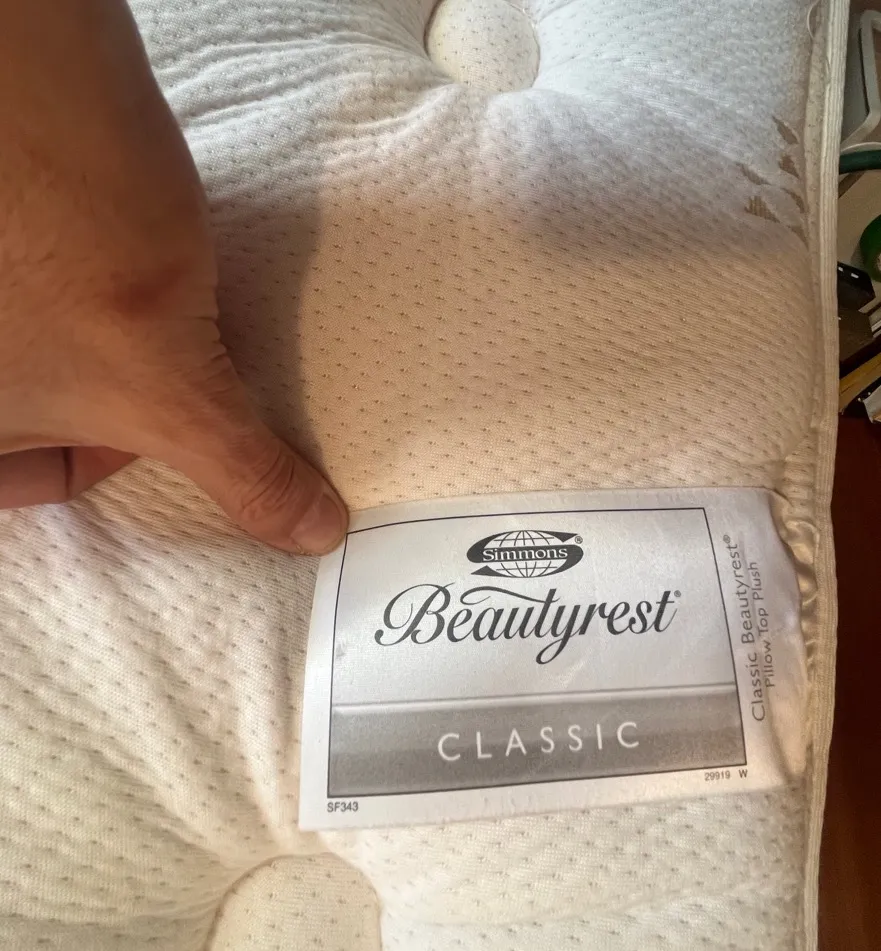 Simmons®
Beautyrest®
CLASSIC
SF343
29919 W
Classic Beautyrest®
Pillow Top Plush